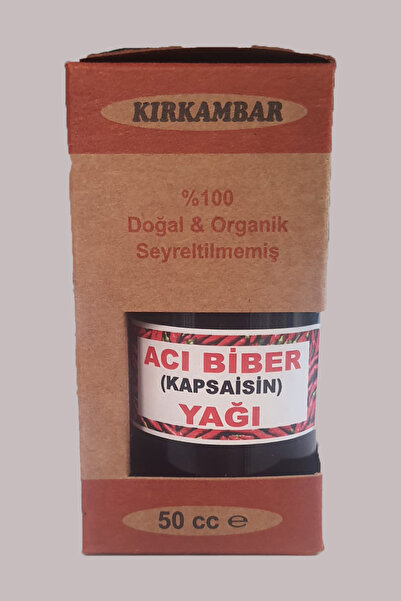 KIRKAMBAR
%100
Doğal & Organik
Seyreltilmemiş
ACI BİBER
(KAPSAİSİN)
YAĞI
50 cc ℮